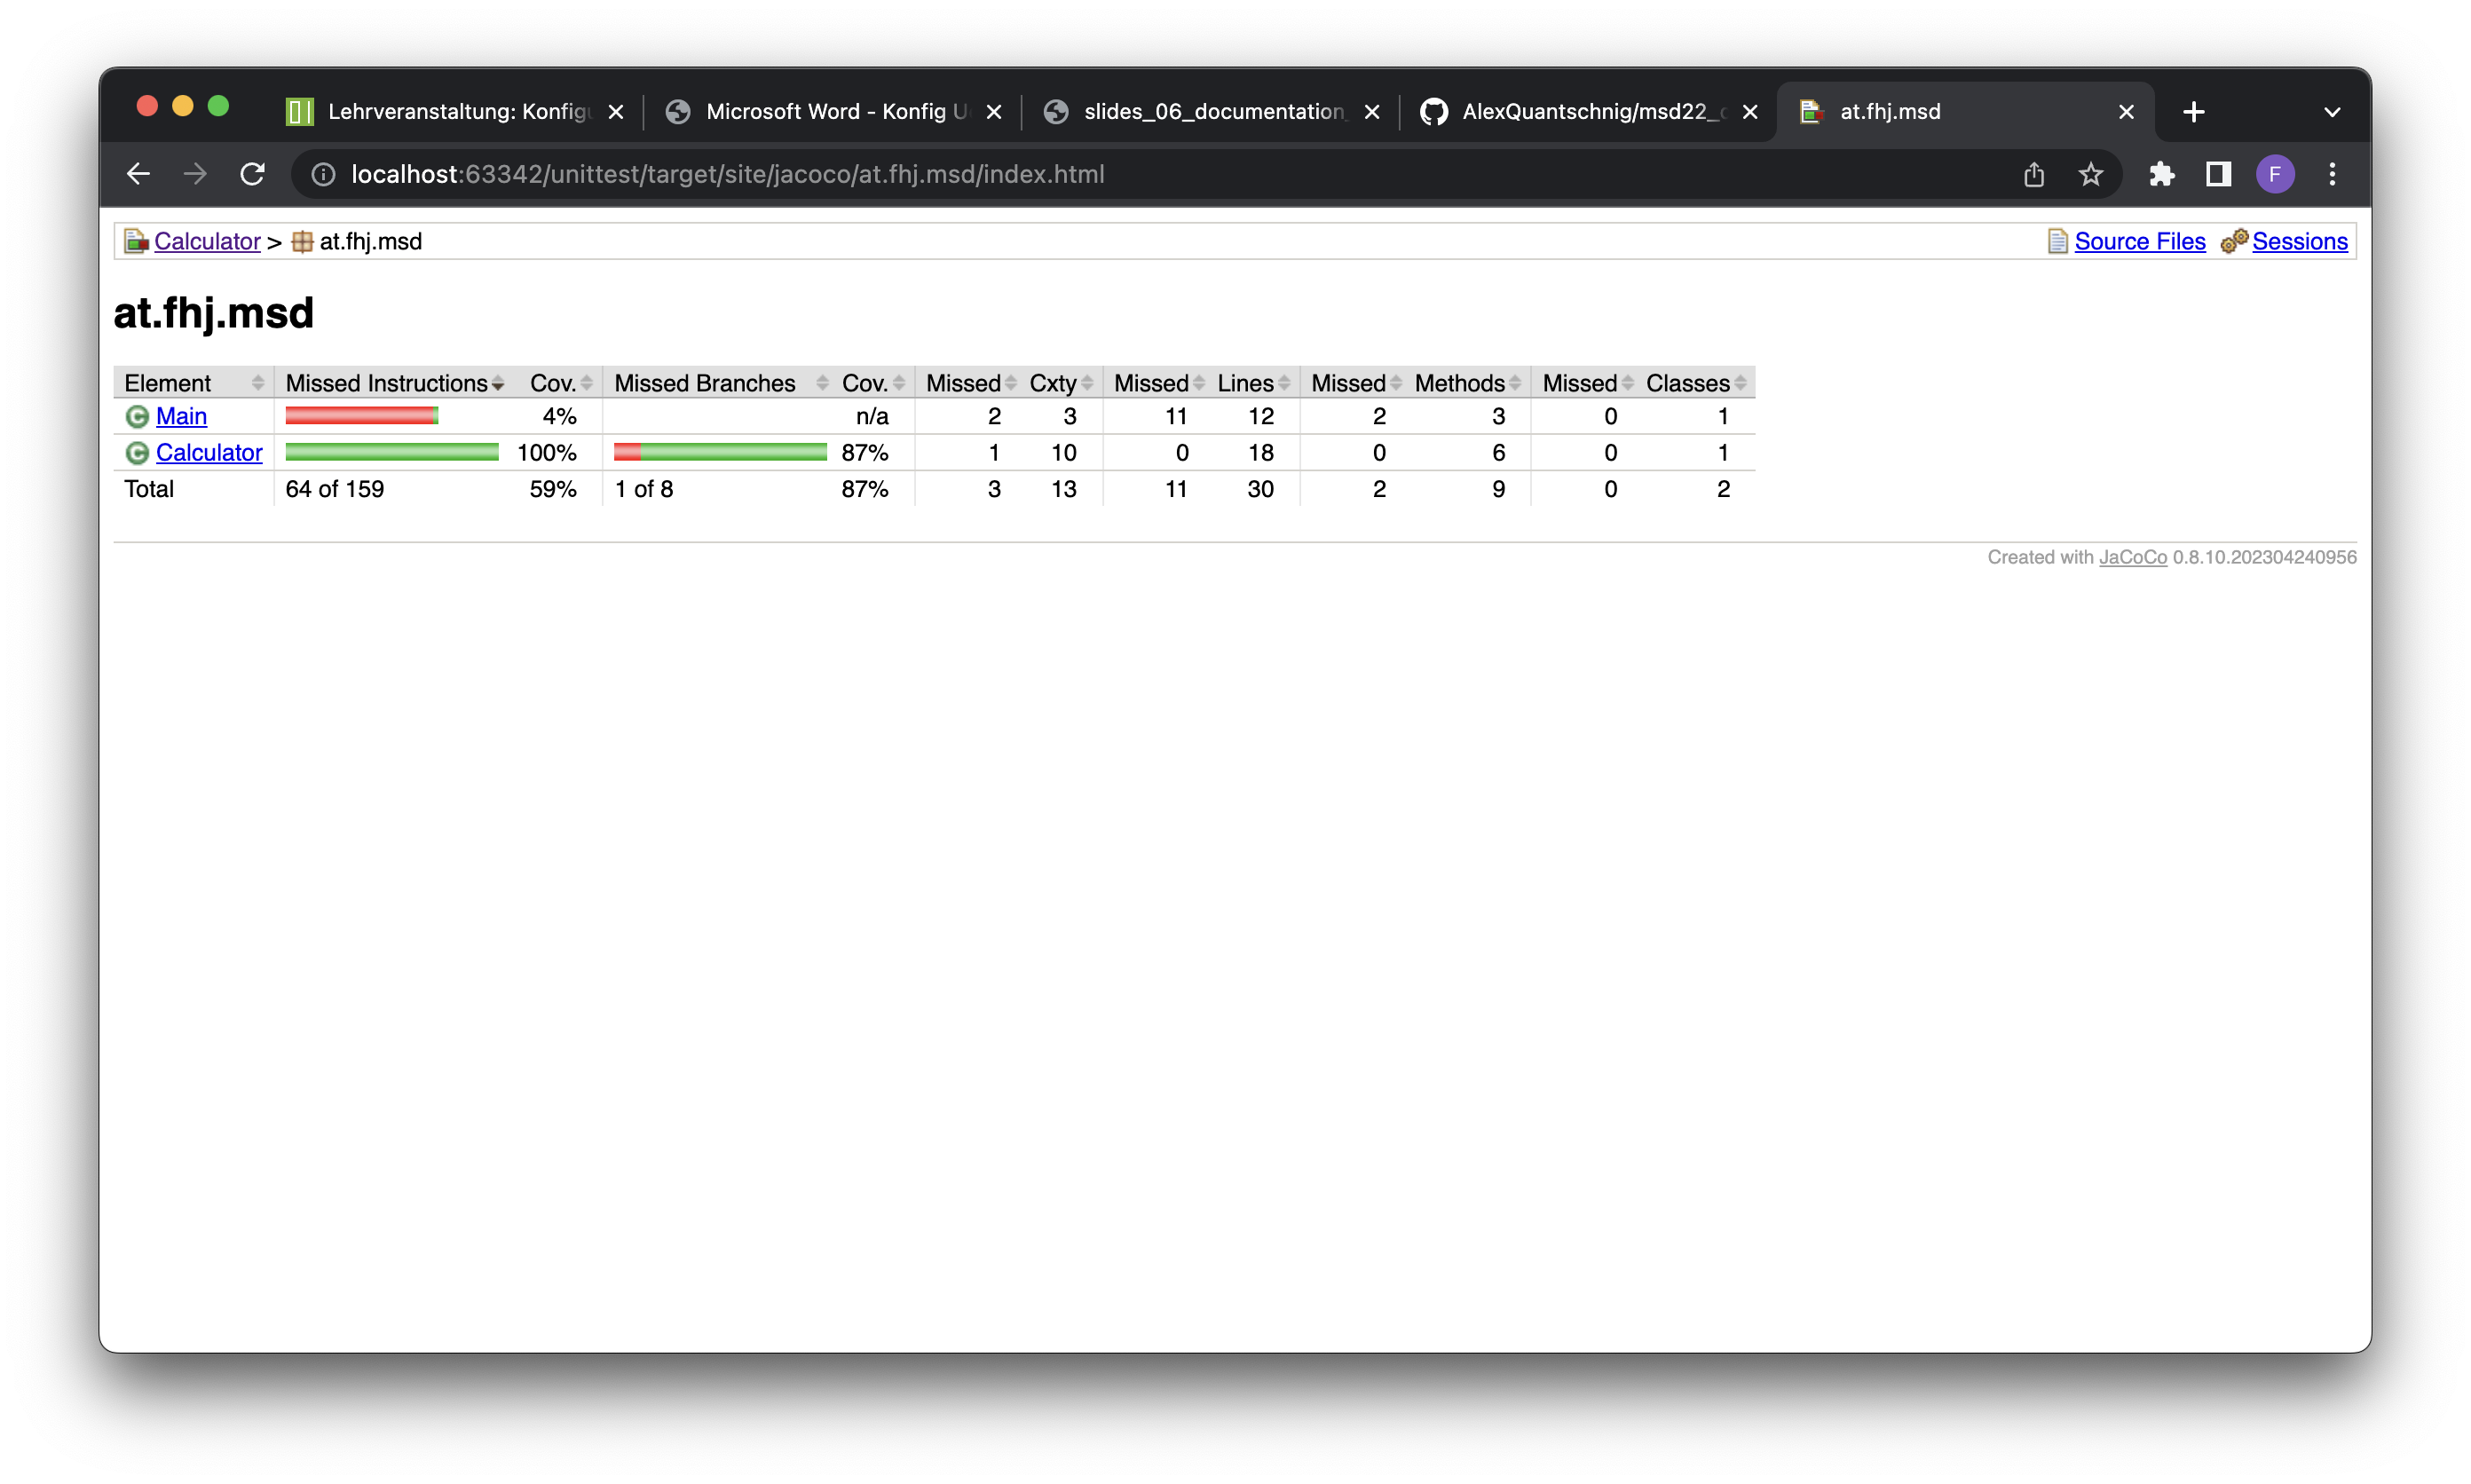 Lehrveranstaltung: Konfigu
Microsoft Word - Konfig U
slides_06_documentation_
AlexQuantschnig/msd22_c
at.fhj.msd
localhost:63342/unittest/target/site/jacoco/at.fhj.msd/index.html
F
Calculator > at.fhj.msd
Source Files Sessions
at.fhj.msd
Element Missed Instructions Cov. Missed Branches Cov. Missed Cxty Missed Lines Missed Methods Missed Classes
Main 4% n/a 2 3 11 12 2 3 0 1
Calculator 100% 87% 1 10 0 18 0 6 0 1
Total 64 of 159 59% 1 of 8 87% 3 13 11 30 2 9 0 2
Created with JaCoCo 0.8.10.202304240956